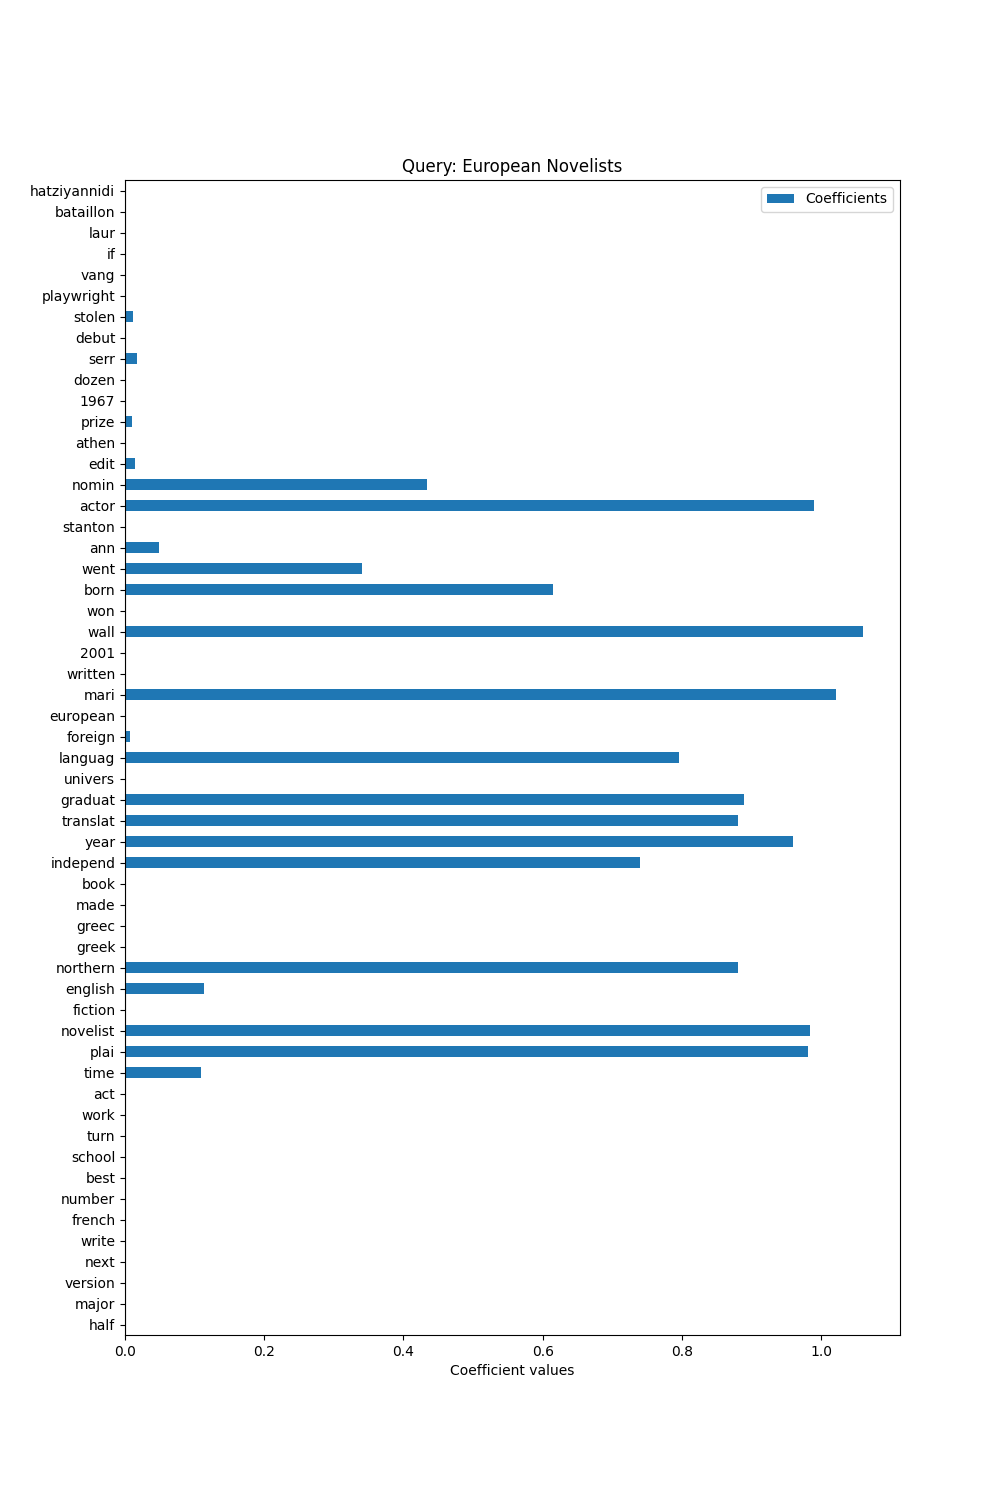 Query: European Novelists
Coefficients
hatziyannidi
bataillon
laur
if
vang
playwright
stolen
debut
serr
dozen
1967
prize
athen
edit
nomin
actor
stanton
ann
went
born
won
wall
2001
written
mari
european
foreign
languag
univers
graduat
translat
year
independ
book
made
greec
greek
northern
english
fiction
novelist
plai
time
act
work
turn
school
best
number
french
write
next
version
major
half
0.0 0.2 0.4 0.6 0.8 1.0
Coefficient values